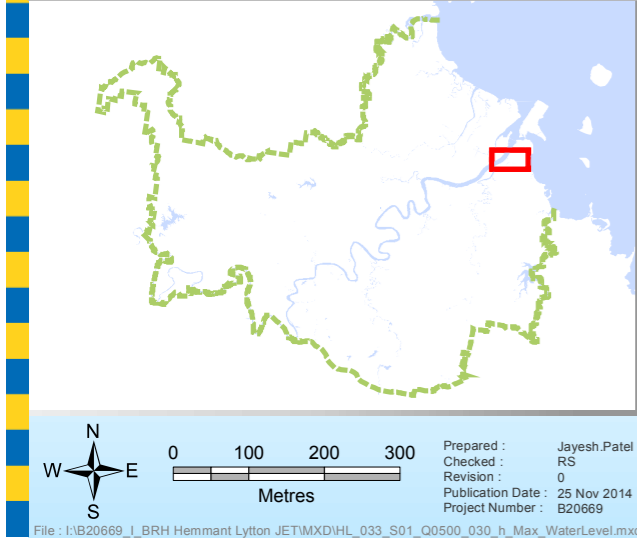 N
W E
S
0 100 200 300
Metres
Prepared : Jayesh.Patel
Checked : RS
Revision : 0
Publication Date : 25 Nov 2014
Project Number : B20669
File : I:\B20669_I_BRH Hemmant Lytton JET\MXD\HL_033_S01_Q0500_030_h_Max_WaterLevel.mxd